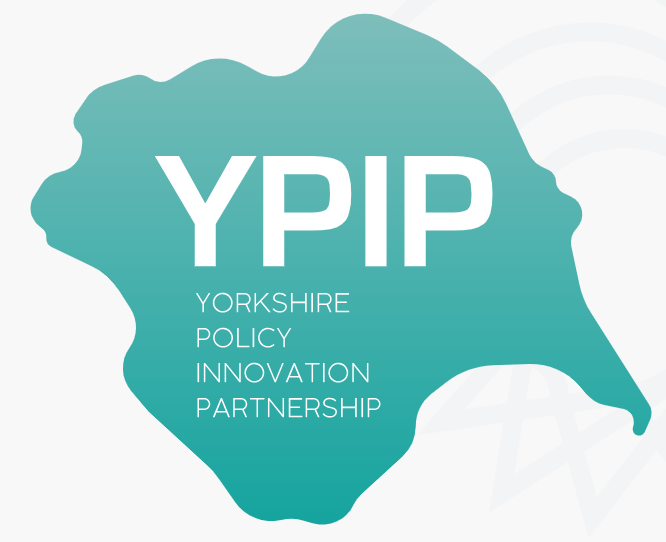 YPIP
YORKSHIRE
POLICY
INNOVATION
PARTNERSHIP